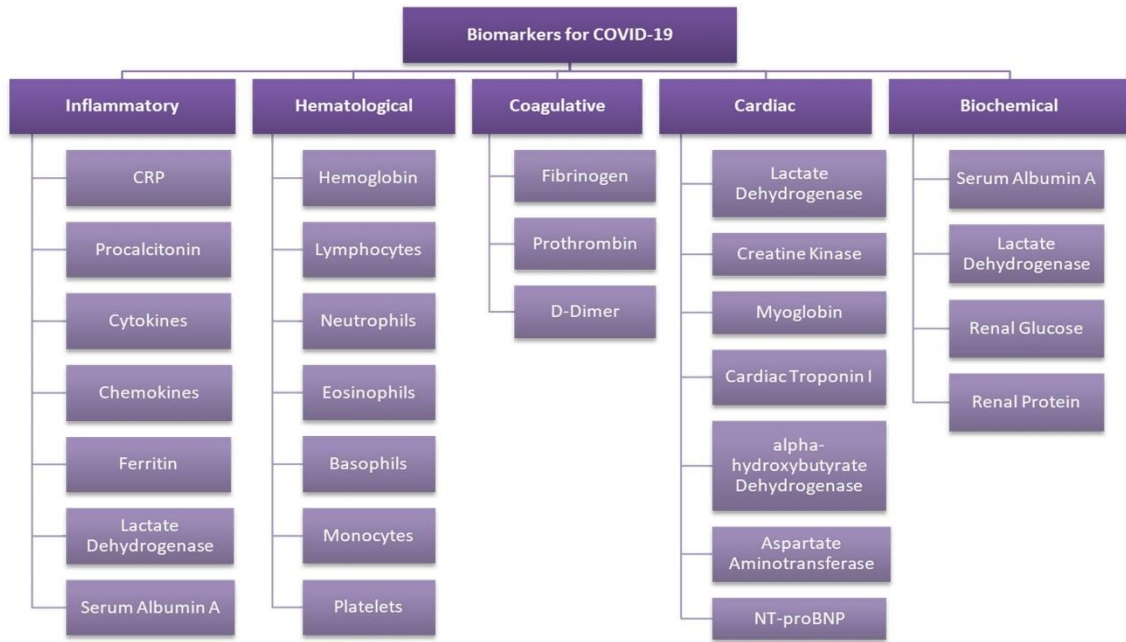 Biomarkers for COVID-19
Inflammatory
CRP
Procalcitonin
Cytokines
Chemokines
Ferritin
Lactate
Dehydrogenase
Serum Albumin A
Hematological
Hemoglobin
Lymphocytes
Neutrophils
Eosinophils
Basophils
Monocytes
Platelets
Coagulative
Fibrinogen
Prothrombin
D-Dimer
Cardiac
Lactate
Dehydrogenase
Creatine Kinase
Myoglobin
Cardiac Troponin I
alpha-
hydroxybutyrate
Dehydrogenase
Aspartate
Aminotransferase
NT-proBNP
Biochemical
Serum Albumin A
Lactate
Dehydrogenase
Renal Glucose
Renal Protein